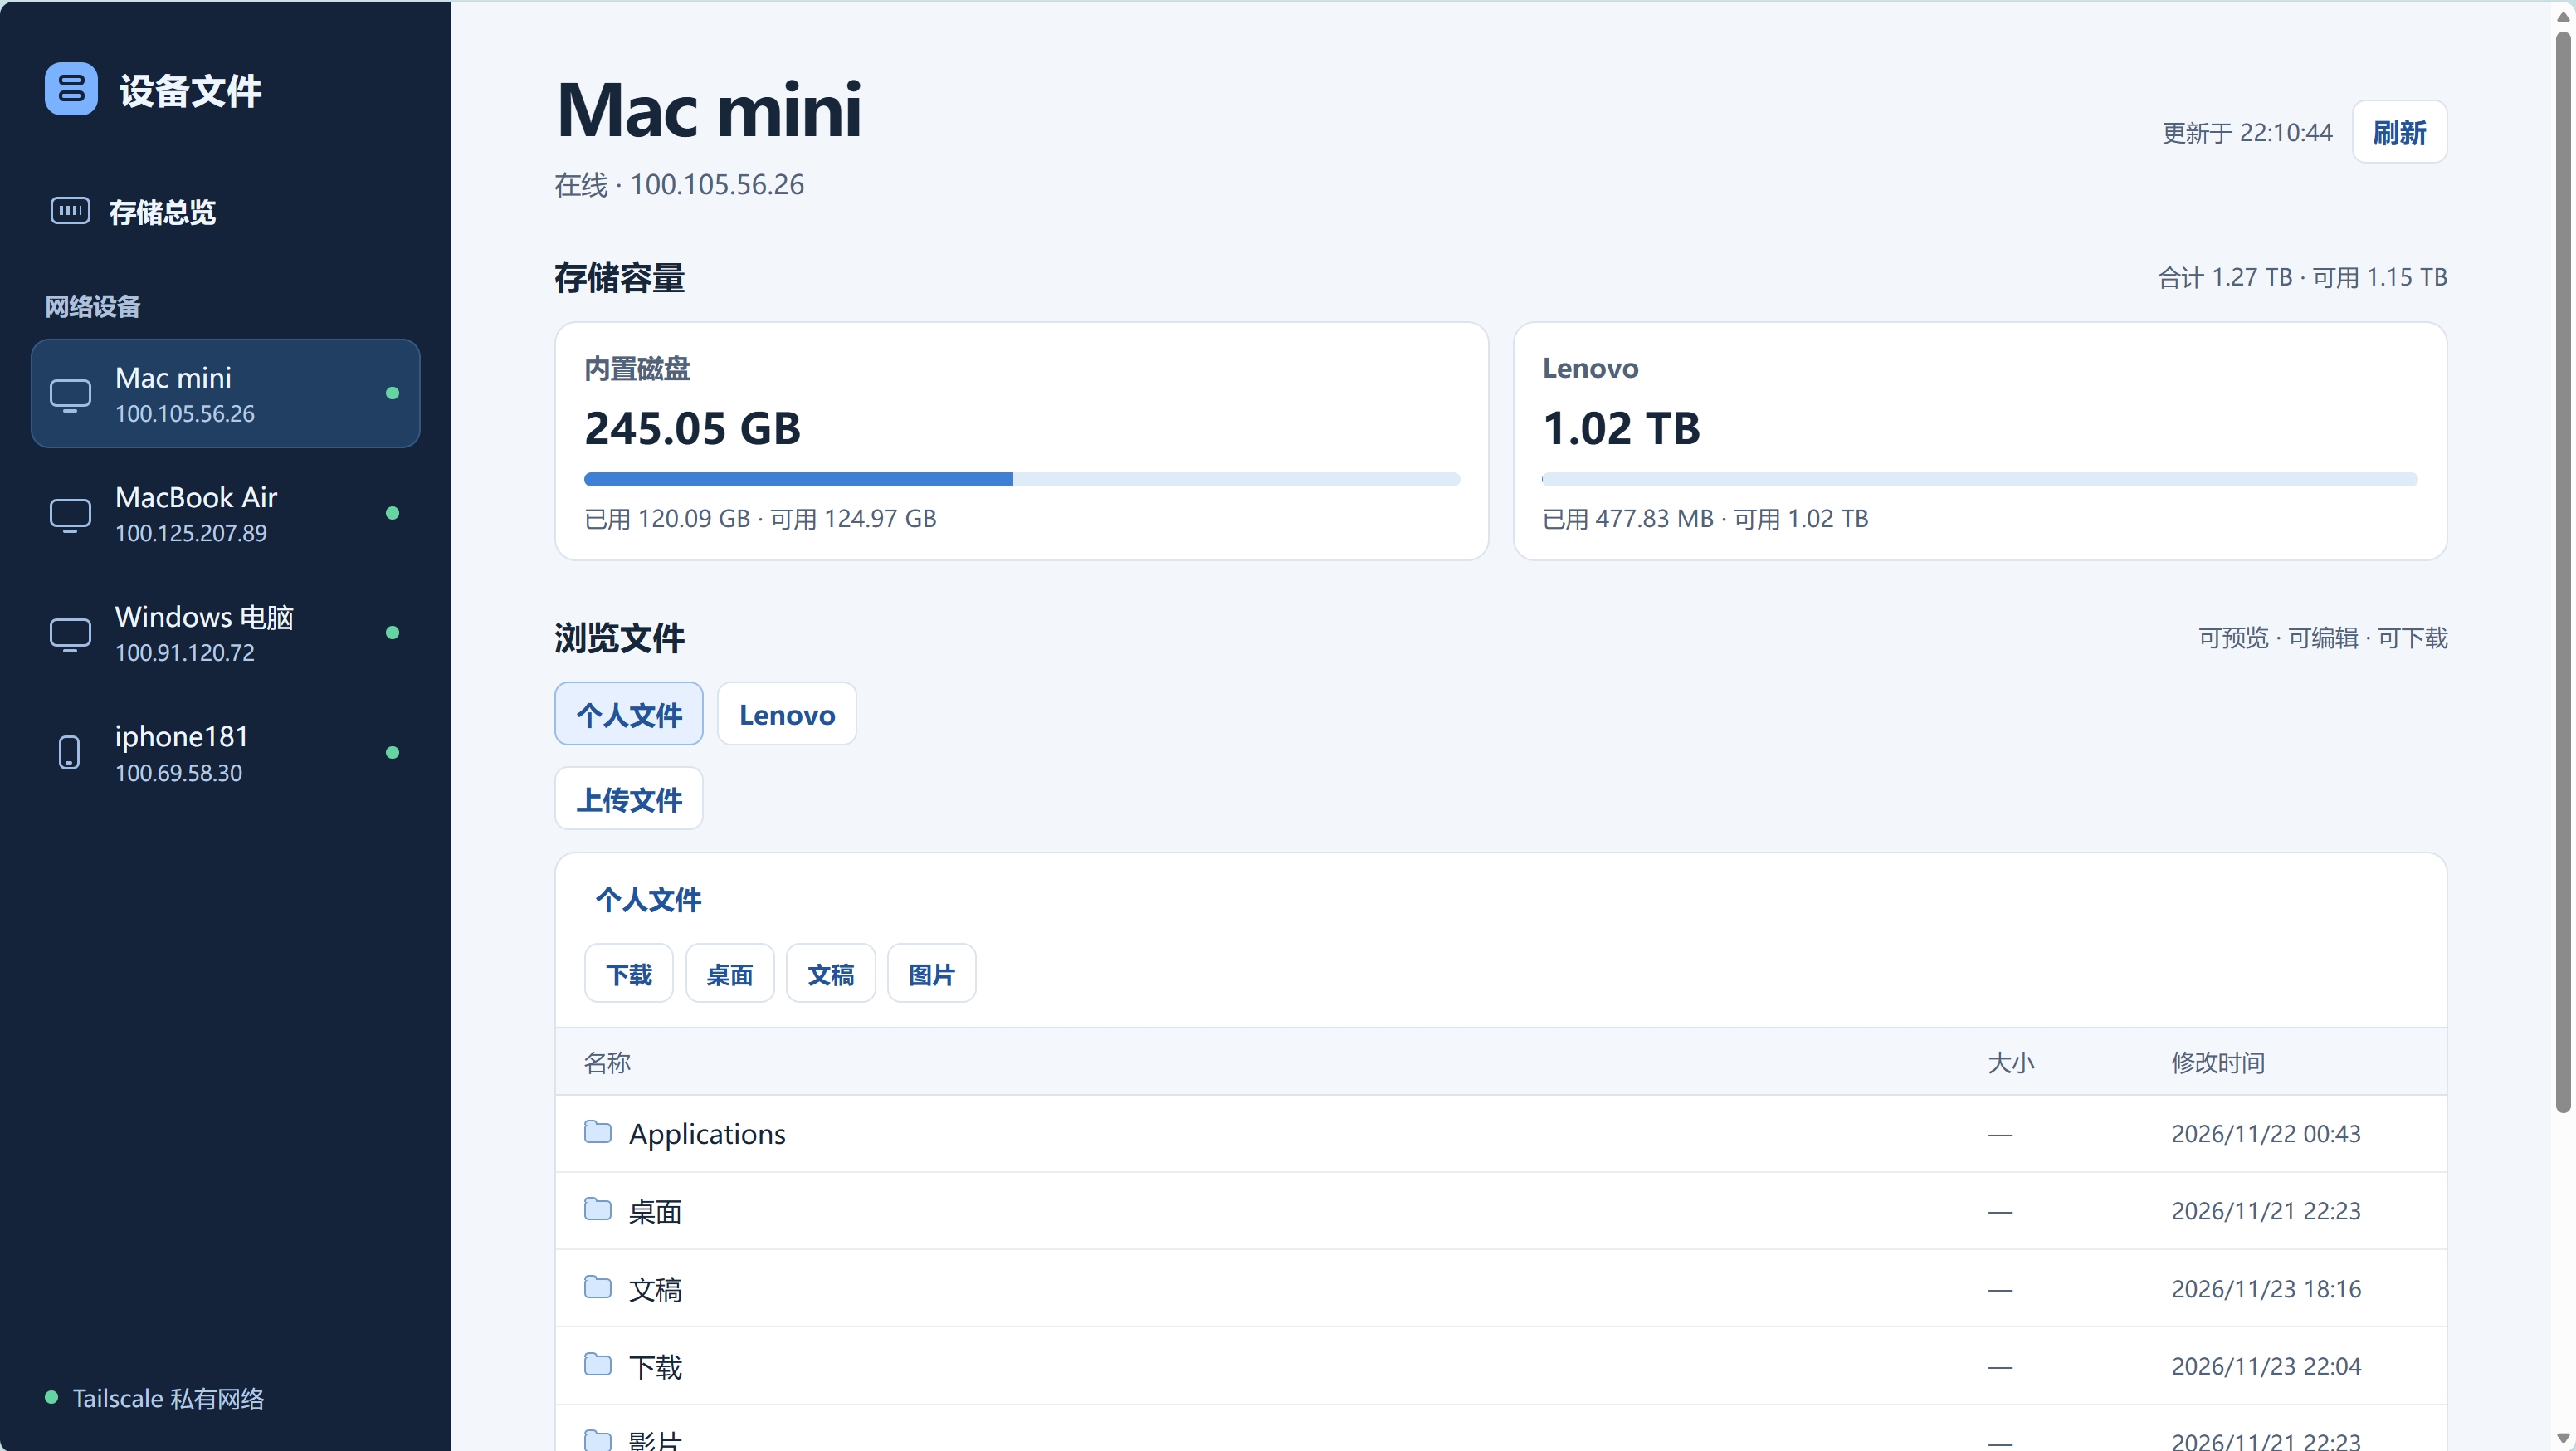 设备文件
存储总览
网络设备
Mac mini
100.105.56.26
MacBook Air
100.125.207.89
Windows 电脑
100.91.120.72
iphone181
100.69.58.30
Tailscale 私有网络
Mac mini
在线 · 100.105.56.26
更新于 22:10:44
刷新
存储容量
合计 1.27 TB · 可用 1.15 TB
内置磁盘
245.05 GB
已用 120.09 GB · 可用 124.97 GB
Lenovo
1.02 TB
已用 477.83 MB · 可用 1.02 TB
浏览文件
可预览 · 可编辑 · 可下载
个人文件 Lenovo
上传文件
个人文件
下载 桌面 文稿 图片
名称 大小 修改时间
Applications — 2026/11/22 00:43
桌面 — 2026/11/21 22:23
文稿 — 2026/11/23 18:16
下载 — 2026/11/23 22:04
影片 — 2026/11/21 22:23